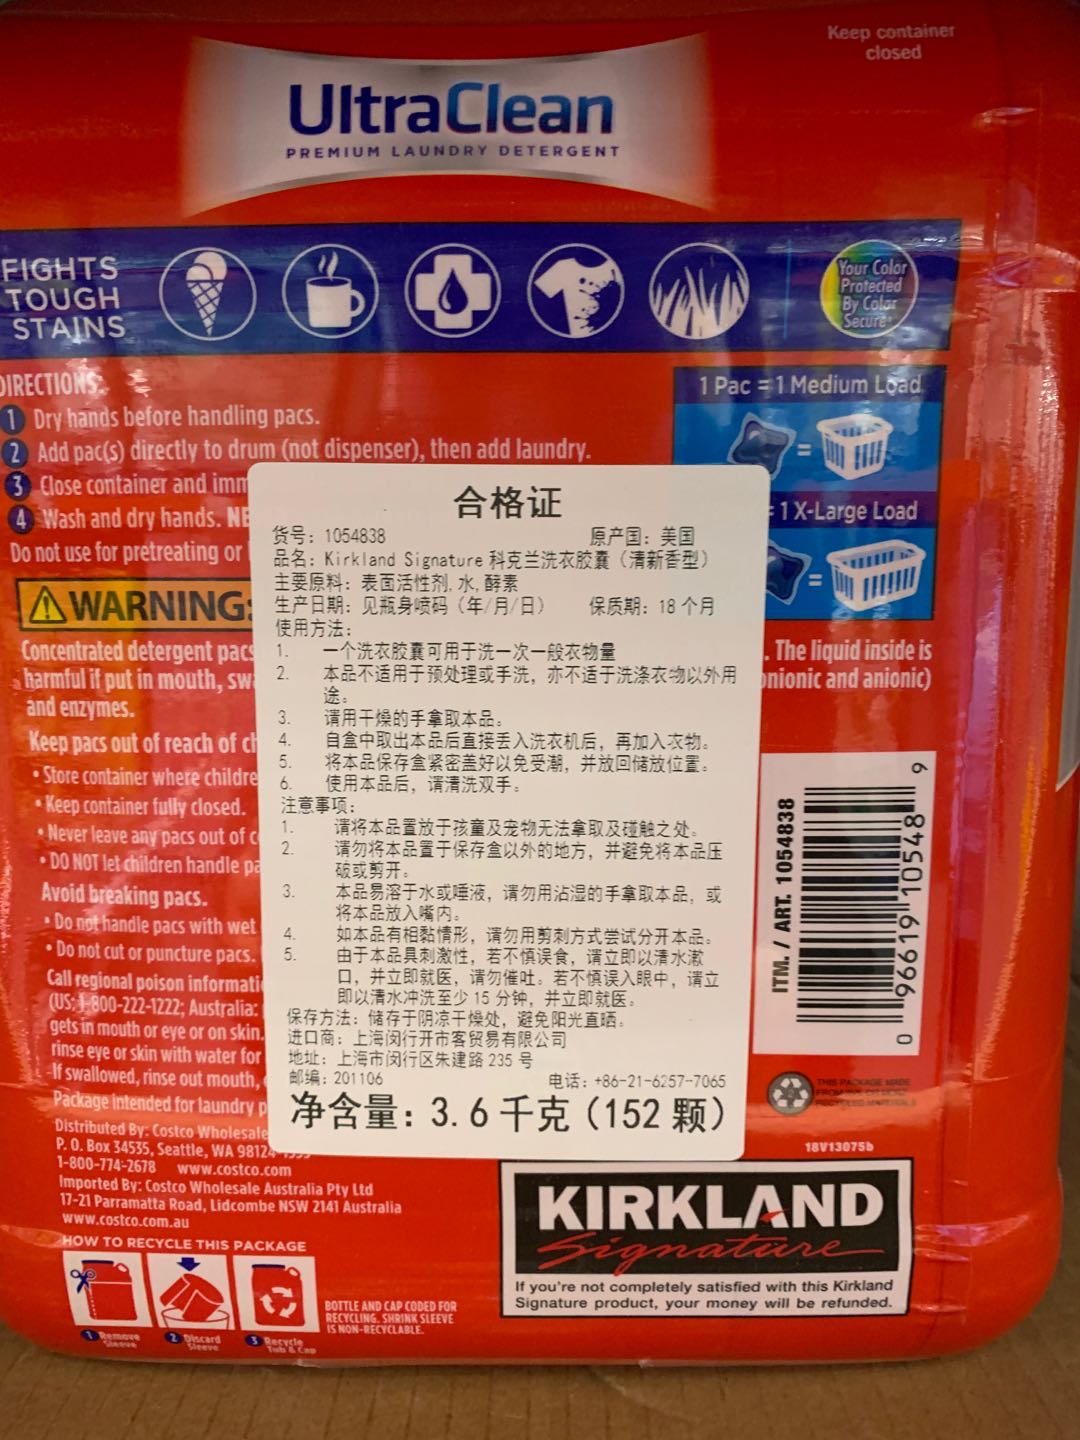 Keep container
closed
UltraClean
PREMIUM LAUNDRY DETERGENT
FIGHTS
TOUGH
STAINS
Your Color
Protected
By Color
Secure
DIRECTIONS:
1 Dry hands before handling pacs.
2 Add pac(s) directly to drum (not dispenser), then add laundry.
3 Close container and
4 Wash and dry hands.
Do not use for pretreating or
1 Pac = 1 Medium Load
=
= 1 X-Large Load
=
WARNING:
Concentrated detergent pacs
harmful if put in mouth,
and enzymes.
. The liquid inside is
(nonionic and anionic)
Keep pacs out of reach of
• Store container where
• Keep container fully closed.
• Never leave any pacs out of
• DO NOT let children handle
Avoid breaking pacs.
• Do not handle pacs with wet
• Do not cut or puncture pacs.
Call regional poison
(US: 1-800-222-1222; Australia:
gets in mouth or eye or on skin,
rinse eye or skin with water for
If swallowed, rinse out mouth,
Package intended for laundry
Distributed By: Costco Wholesale
P. O. Box 34535, Seattle, WA 98124
1-800-774-2678 www.costco.com
Imported By: Costco Wholesale Australia Pty Ltd
17-21 Parramatta Road, Lidcombe NSW 2141 Australia
www.costco.com.au
HOW TO RECYCLE THIS PACKAGE
1 Remove
Sleeve
2 Discard
Sleeve
3 Recycle
Tub & Cap
BOTTLE AND CAP CODED FOR
RECYCLING. SHRINK SLEEVE
IS NON-RECYCLABLE.
合格证
货号：1054838 原产国：美国
品名：Kirkland Signature 科克兰洗衣胶囊（清新香型）
主要原料：表面活性剂, 水, 酵素
生产日期：见瓶身喷码（年/月/日） 保质期：18 个月
使用方法：
1. 一个洗衣胶囊可用于洗一次一般衣物量
2. 本品不适用于预处理或手洗，亦不适于洗涤衣物以外用
途。
3. 请用干燥的手拿取本品。
4. 自盒中取出本品后直接丢入洗衣机后，再加入衣物。
5. 将本品保存盒紧密盖好以免受潮，并放回储放位置。
6. 使用本品后，请清洗双手。
注意事项：
1. 请将本品置放于孩童及宠物无法拿取及碰触之处。
2. 请勿将本品置于保存盒以外的地方，并避免将本品压
破或剪开。
3. 本品易溶于水或唾液，请勿用沾湿的手拿取本品，或
将本品放入嘴内。
4. 如本品有相黏情形，请勿用剪刺方式尝试分开本品。
5. 由于本品具刺激性，若不慎误食，请立即以清水漱
口，并立即就医，请勿催吐。若不慎误入眼中，请立
即以清水冲洗至少 15 分钟，并立即就医。
保存方法：储存于阴凉干燥处，避免阳光直晒。
进口商：上海闵行开市客贸易有限公司
地址：上海市闵行区朱建路 235 号
邮编：201106 电话：+86-21-6257-7065
净含量：3.6 千克（152 颗）
ITM. / ART. 1054838
0 96619 10548 9
THIS PACKAGE MADE
18V13075b
KIRKLAND
Signature
If you're not completely satisfied with this Kirkland
Signature product, your money will be refunded.